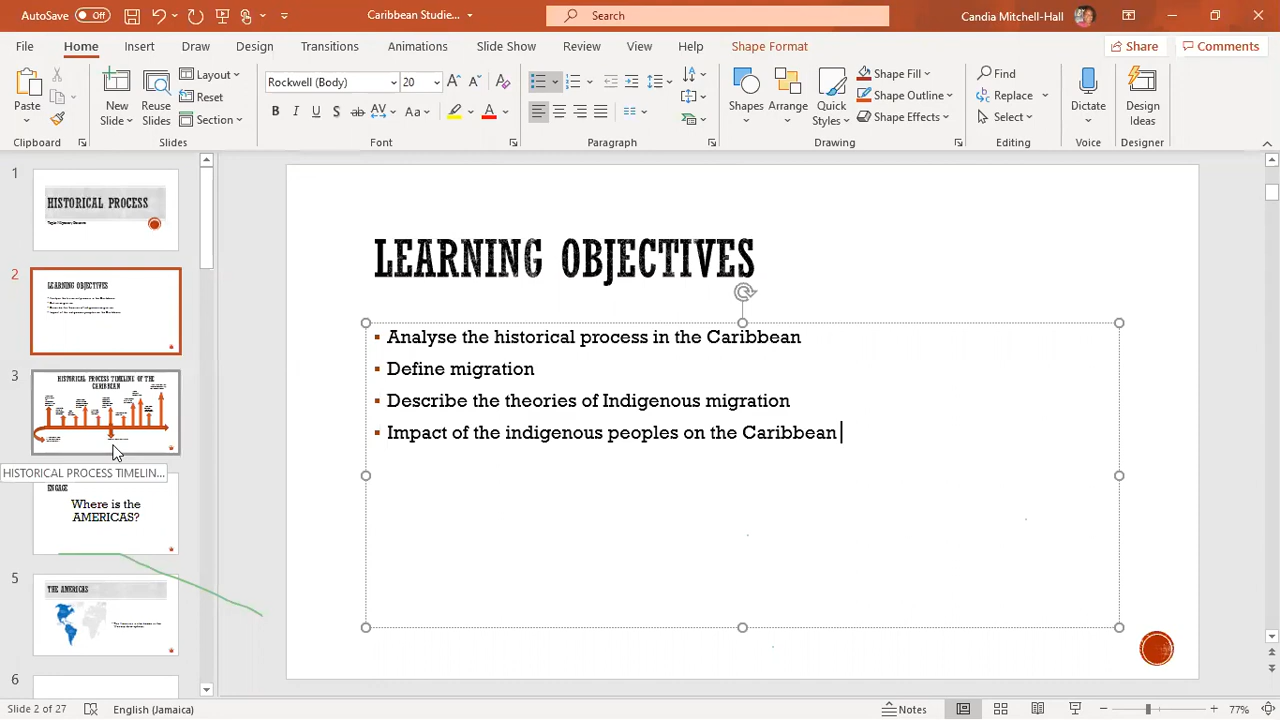 AutoSave Off
Caribbean Studie...
Search
Candia Mitchell-Hall
File Home Insert Draw Design Transitions Animations Slide Show Review View Help Shape Format
Share Comments
Paste
Clipboard
New Slide
Reuse Slides
Layout
Reset
Section
Slides
Rockwell (Body) 20
B I U S ab AV Aa A
Font
Paragraph
Shapes
Arrange
Quick Styles
Shape Fill
Shape Outline
Shape Effects
Drawing
Find
Replace
Select
Editing
Dictate
Voice
Design Ideas
Designer
1
HISTORICAL PROCESS
2
LEARNING OBJECTIVES
3
HISTORICAL PROCESS TIMELINE OF THE
CARIBBEAN
HISTORICAL PROCESS TIMELIN...
ENGAGE
Where is the
AMERICAS?
5
THE AMERICAS
6
LEARNING OBJECTIVES
▪ Analyse the historical process in the Caribbean
▪ Define migration
▪ Describe the theories of Indigenous migration
▪ Impact of the indigenous peoples on the Caribbean
Slide 2 of 27 English (Jamaica)
Notes
77%